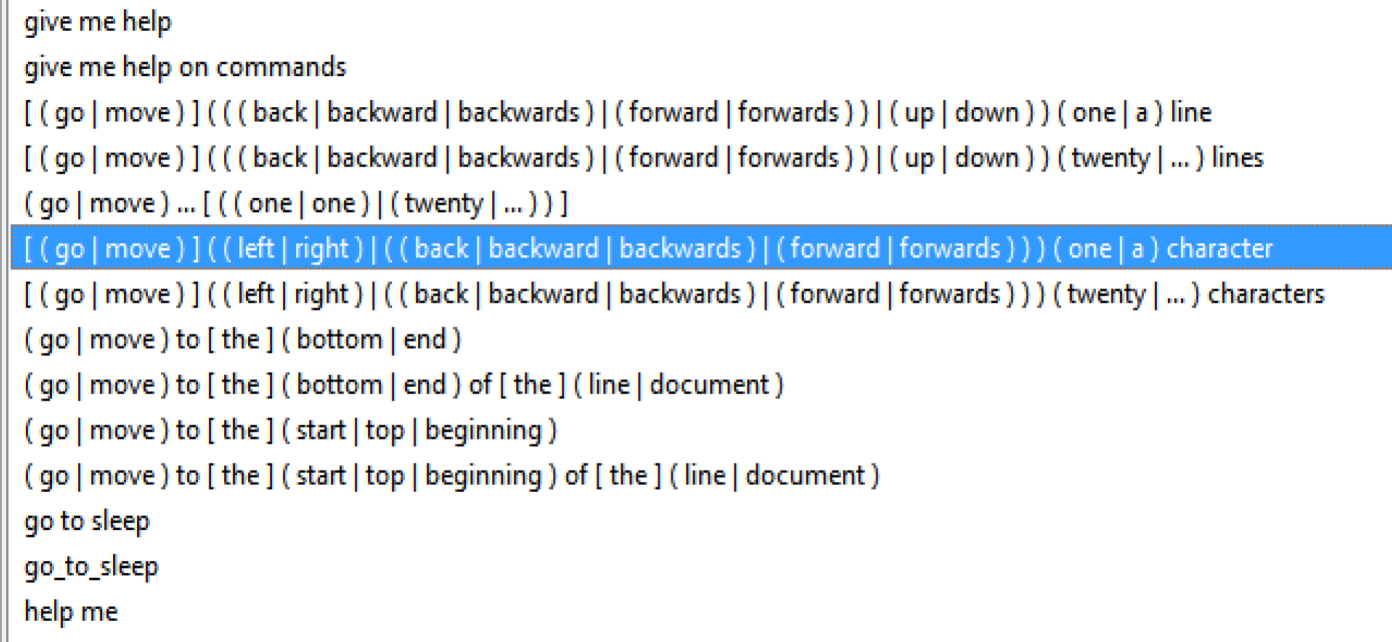 give me help
give me help on commands
[ ( go | move ) ] ( ( ( back | backward | backwards ) | ( forward | forwards ) ) | ( up | down ) ) ( one | a ) line
[ ( go | move ) ] ( ( ( back | backward | backwards ) | ( forward | forwards ) ) | ( up | down ) ) ( twenty | ... ) lines
( go | move ) ... [ ( ( one | one ) | ( twenty | ... ) ) ]
[ ( go | move ) ] ( ( left | right ) | ( ( back | backward | backwards ) | ( forward | forwards ) ) ) ( one | a ) character
[ ( go | move ) ] ( ( left | right ) | ( ( back | backward | backwards ) | ( forward | forwards ) ) ) ( twenty | ... ) characters
( go | move ) to [ the ] ( bottom | end )
( go | move ) to [ the ] ( bottom | end ) of [ the ] ( line | document )
( go | move ) to [ the ] ( start | top | beginning )
( go | move ) to [ the ] ( start | top | beginning ) of [ the ] ( line | document )
go to sleep
go_to_sleep
help me